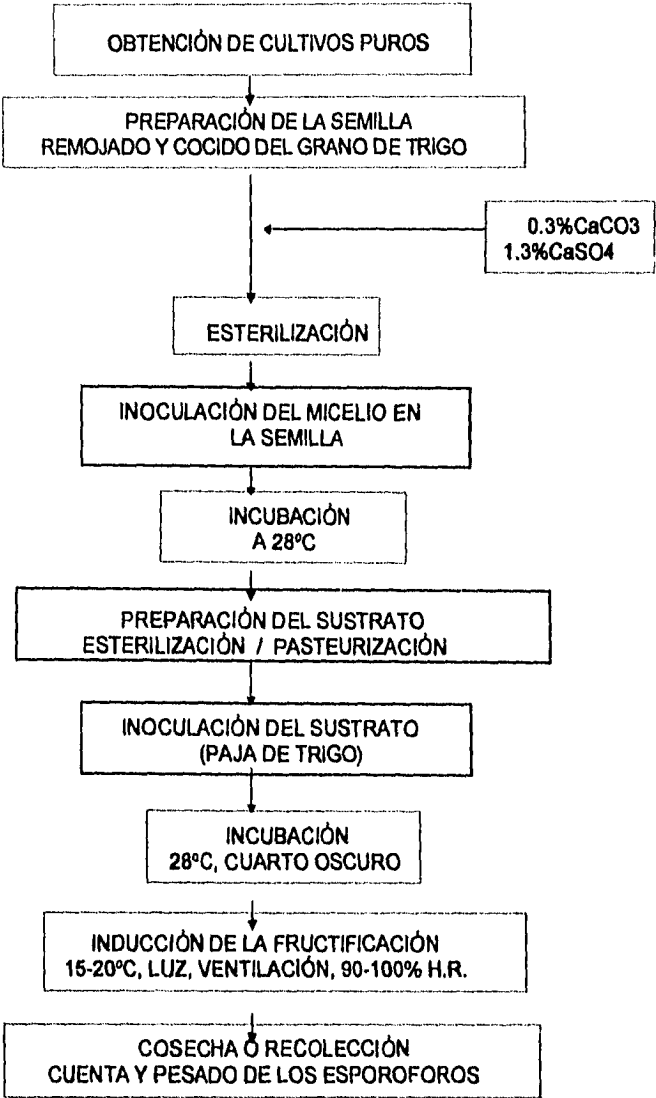 OBTENCIÓN DE CULTIVOS PUROS
PREPARACIÓN DE LA SEMILLA
REMOJADO Y COCIDO DEL GRANO DE TRIGO
0.3%CaCO3
1.3%CaSO4
ESTERILIZACIÓN
INOCULACIÓN DEL MICELIO EN
LA SEMILLA
INCUBACIÓN
A 28ºC
PREPARACIÓN DEL SUSTRATO
ESTERILIZACIÓN / PASTEURIZACIÓN
INOCULACIÓN DEL SUSTRATO
(PAJA DE TRIGO)
INCUBACIÓN
28ºC, CUARTO OSCURO
INDUCCIÓN DE LA FRUCTIFICACIÓN
15-20ºC, LUZ, VENTILACIÓN, 90-100% H.R.
COSECHA O RECOLECCIÓN
CUENTA Y PESADO DE LOS ESPOROFOROS